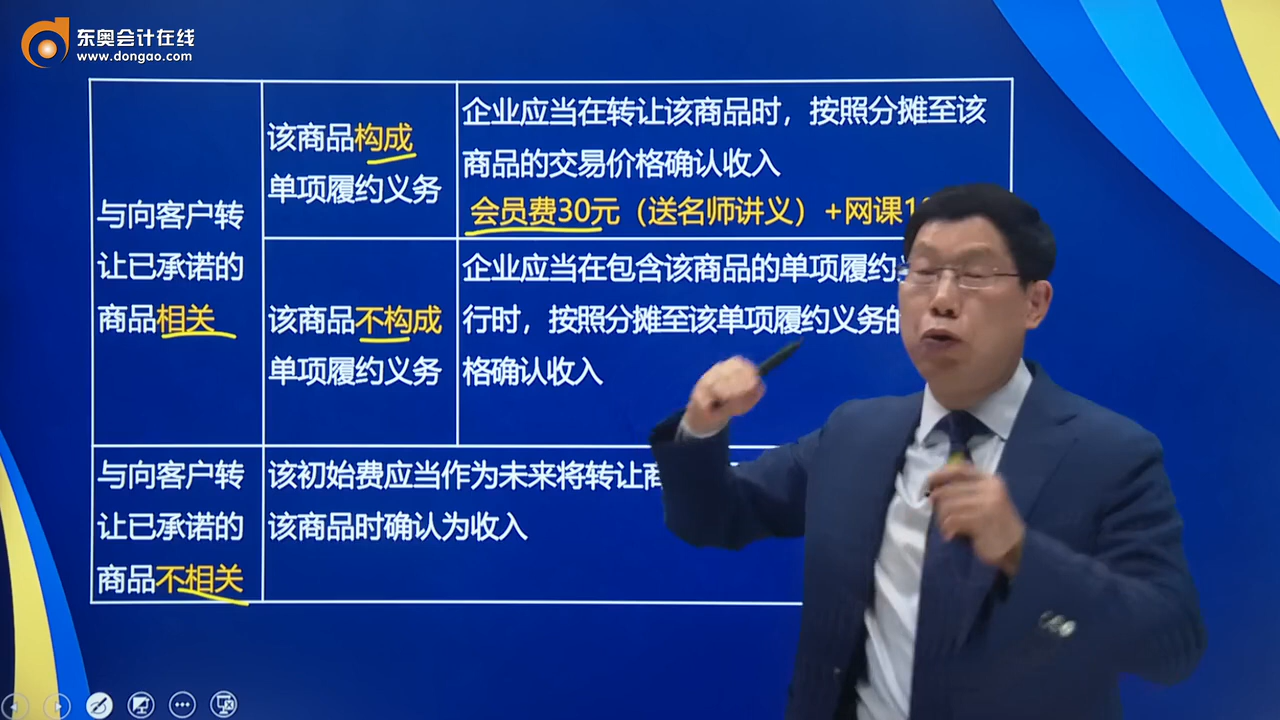 东奥会计在线
www.dongao.com
与向客户转
让已承诺的
商品相关
该商品构成
单项履约义务
企业应当在转让该商品时，按照分摊至该
商品的交易价格确认收入
会员费30元（送名师讲义）+网课1
该商品不构成
单项履约义务
企业应当在包含该商品的单项履约
行时，按照分摊至该单项履约义务的
格确认收入
与向客户转
让已承诺的
商品不相关
该初始费应当作为未来将转让商
该商品时确认为收入